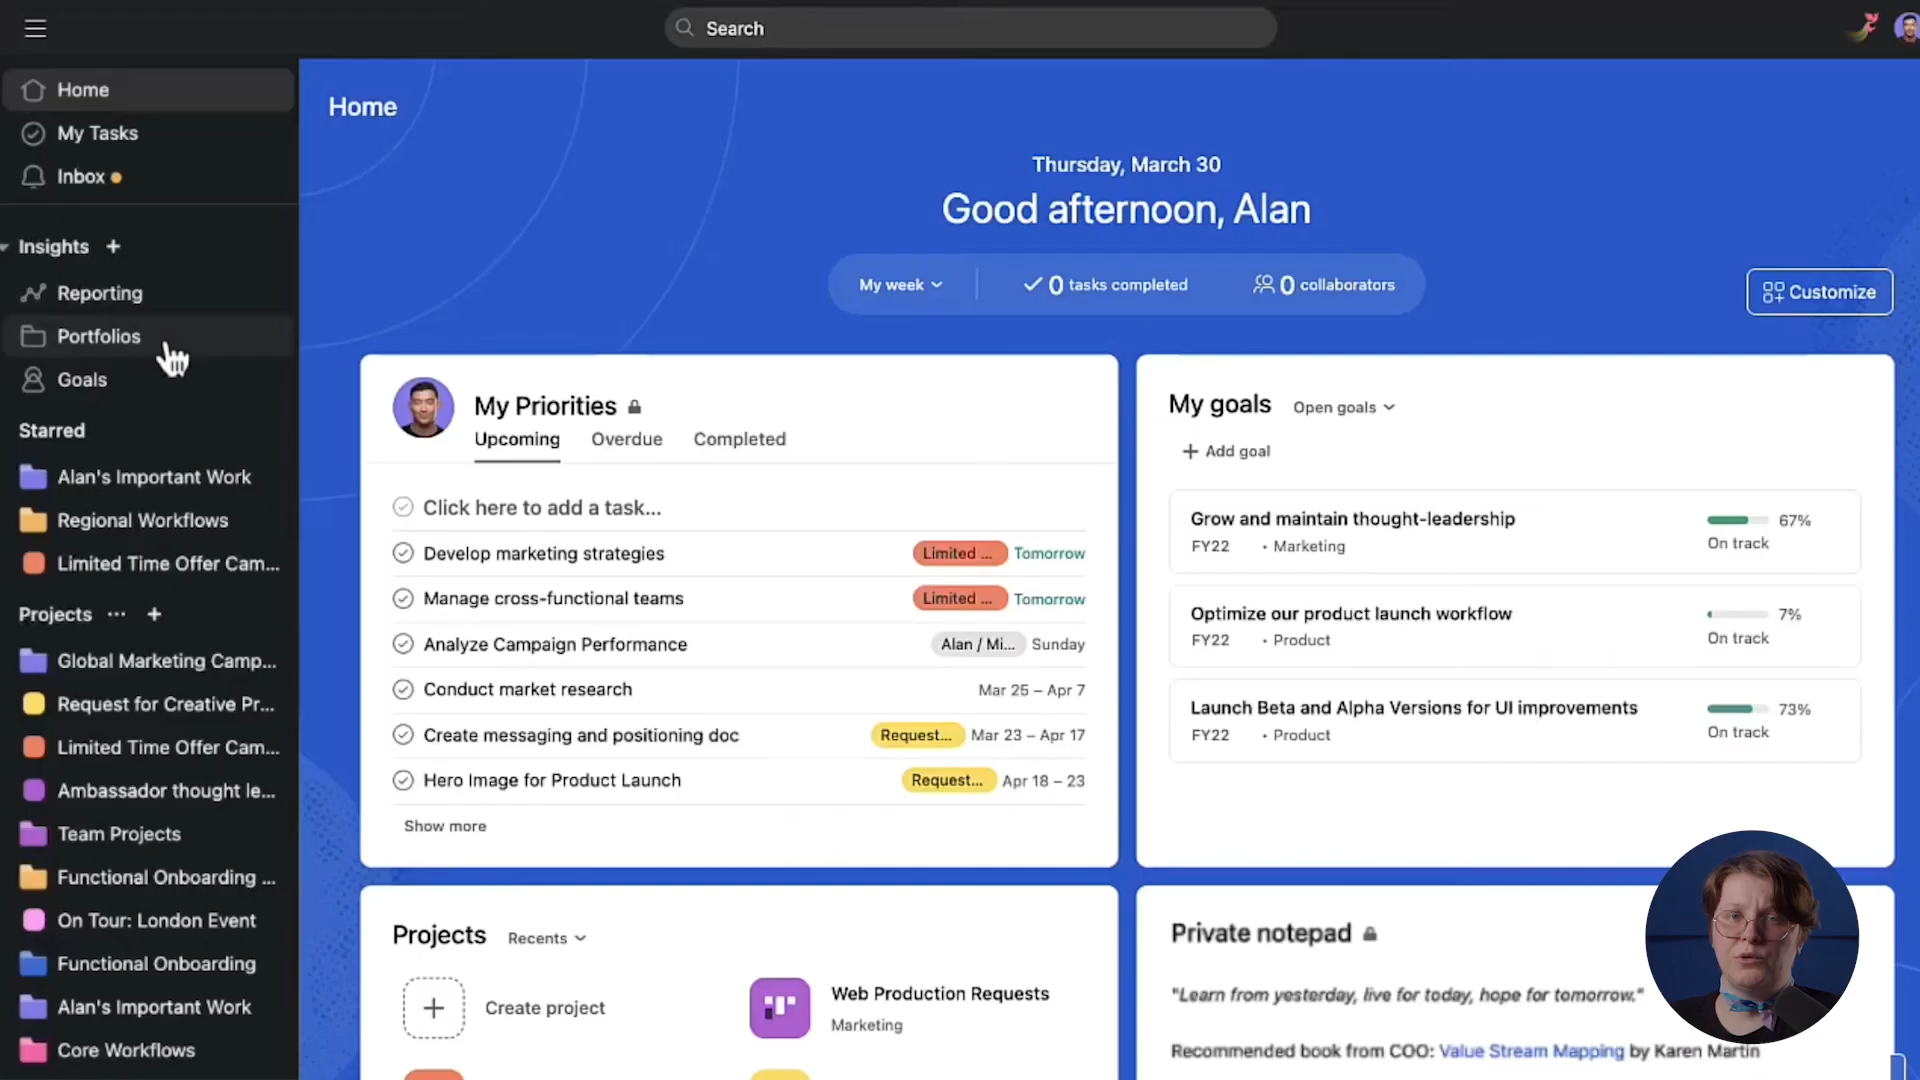 Search
Home
My Tasks
Inbox
Insights +
Reporting
Portfolios
Goals
Starred
Alan's Important Work
Regional Workflows
Limited Time Offer Cam...
Projects ... +
Global Marketing Camp...
Request for Creative Pr...
Limited Time Offer Cam...
Ambassador thought le...
Team Projects
Functional Onboarding ...
On Tour: London Event
Functional Onboarding
Alan's Important Work
Core Workflows
Home
Thursday, March 30
Good afternoon, Alan
My week
0 tasks completed
0 collaborators
Customize
My Priorities
Upcoming Overdue Completed
Click here to add a task...
Develop marketing strategies Limited ... Tomorrow
Manage cross-functional teams Limited ... Tomorrow
Analyze Campaign Performance Alan / Mi... Sunday
Conduct market research Mar 25 – Apr 7
Create messaging and positioning doc Request... Mar 23 – Apr 17
Hero Image for Product Launch Request... Apr 18 – 23
Show more
My goals Open goals
+ Add goal
Grow and maintain thought-leadership 67%
FY22 • Marketing On track
Optimize our product launch workflow 7%
FY22 • Product On track
Launch Beta and Alpha Versions for UI improvements 73%
FY22 • Product On track
Projects Recents
Create project
Web Production Requests
Marketing
Private notepad
"Learn from yesterday, live for today, hope for tomorrow."
Recommended book from COO: Value Stream Mapping by Karen Martin